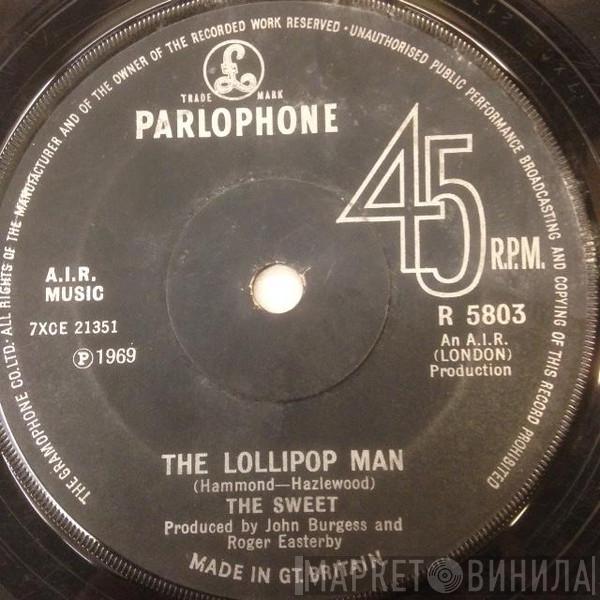 THE GRAMOPHONE CO. LTD. ALL RIGHTS OF THE MANUFACTURER AND OF THE OWNER OF THE RECORDED WORK RESERVED · UNAUTHORISED PUBLIC PERFORMANCE BROADCASTING AND COPYING OF THIS RECORD PROHIBITED
£
TRADE MARK
PARLOPHONE
45
R.P.M.
A.I.R.
MUSIC
7XCE 21351
℗ 1969
R 5803
An A.I.R.
(LONDON)
Production
THE LOLLIPOP MAN
(Hammond—Hazlewood)
THE SWEET
Produced by John Burgess and
Roger Easterby
MADE IN GT. BRITAIN
МАРКЕТ ВИНИЛА